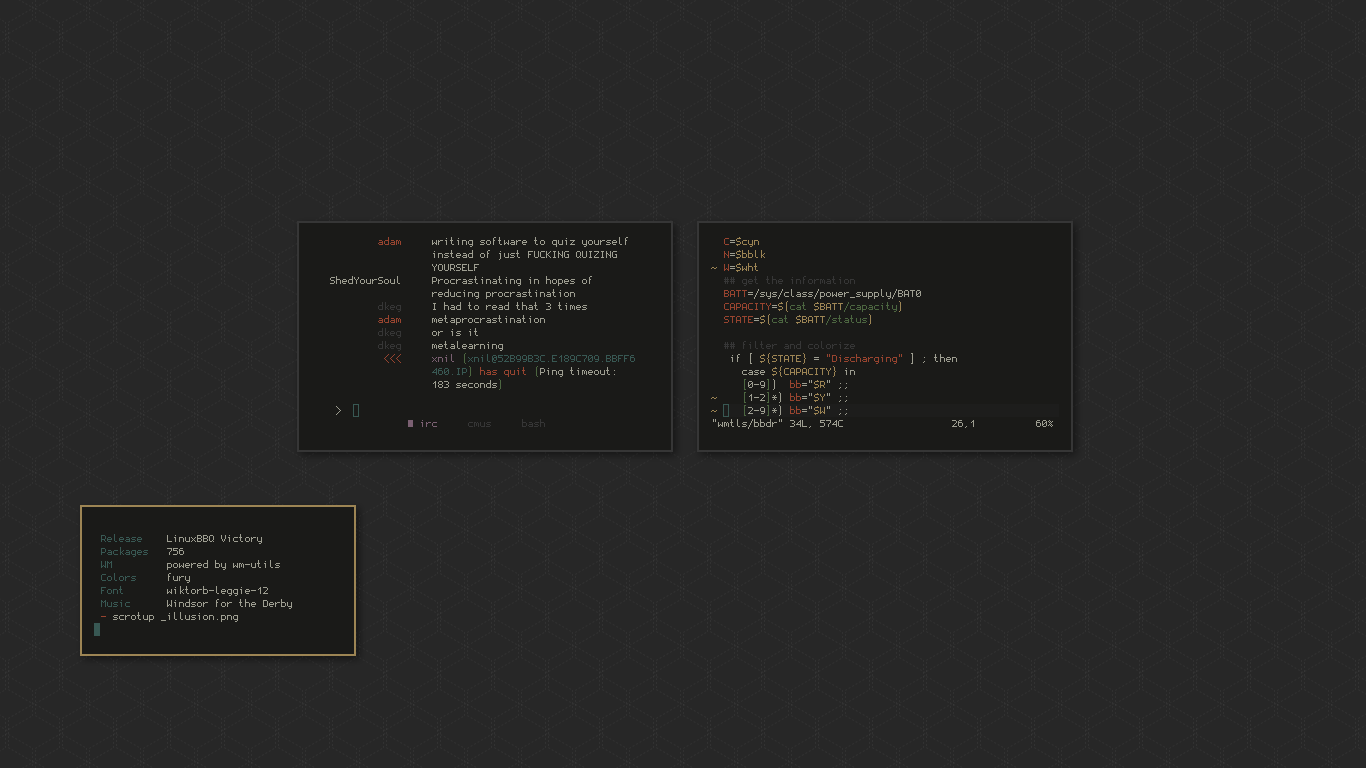 adam writing software to quiz yourself
instead of just FUCKING QUIZING
YOURSELF
ShedYourSoul Procrastinating in hopes of
reducing procrastination
dkeg I had to read that 3 times
adam metaprocrastination
dkeg or is it
dkeg metalearning
<<< xnil [xnil@52B99B3C.E189C709.BBFF6
460.IP] has quit [Ping timeout:
183 seconds]
>
irc cmus bash
C=$cyn
N=$bblk
~ W=$wht
## get the information
BATT=/sys/class/power_supply/BAT0
CAPACITY=$(cat $BATT/capacity)
STATE=$(cat $BATT/status)
## filter and colorize
if [ ${STATE} = "Discharging" ] ; then
case ${CAPACITY} in
[0-9]) bb="$R" ;;
~ [1-2]*) bb="$Y" ;;
~ [2-9]*) bb="$W" ;;
"wmtls/bbdr" 34L, 574C 26,1 60%
Release LinuxBBQ Victory
Packages 756
WM powered by wm-utils
Colors fury
Font wiktorb-leggie-12
Music Windsor for the Derby
- scrotup _illusion.png